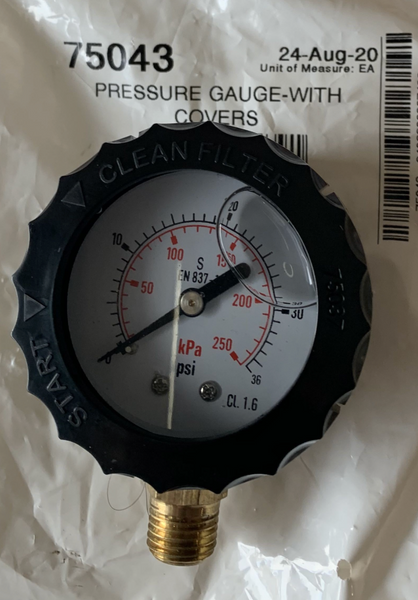 75043
24-Aug-20
Unit of Measure: EA
PRESSURE GAUGE-WITH
COVERS
CLEAN FILTER
START
0
10
20
30
36
50
100
150
200
250
S
EN 837
kPa
psi
CL. 1.6